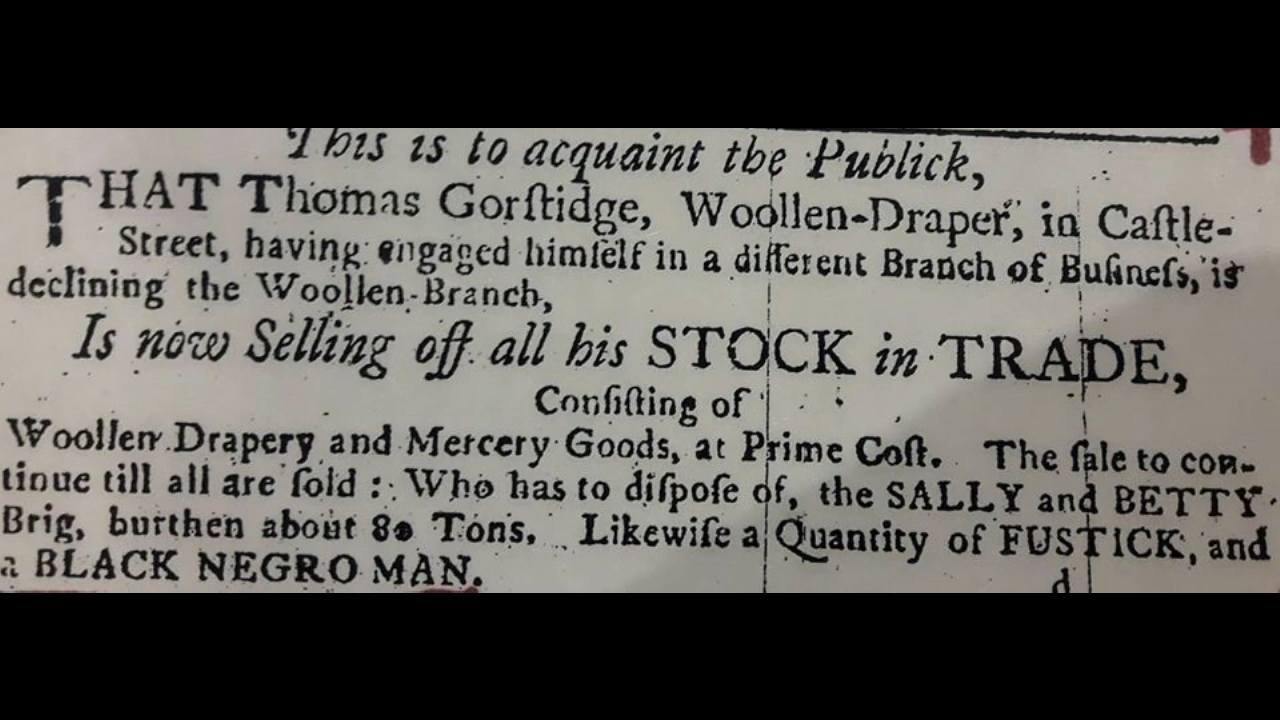 This is to acquaint the Publick,
THAT Thomas Gorſtidge, Woollen-Draper, in Caſtle-
Street, having engaged himſelf in a different Branch of Buſineſs, is
declining the Woollen-Branch,
Is now Selling off all his STOCK in TRADE,
Conſiſting of
Woollen Drapery and Mercery Goods, at Prime Coſt. The ſale to con-
tinue till all are ſold : Who has to diſpoſe of, the SALLY and BETTY
Brig, burthen about 80 Tons. Likewiſe a Quantity of FUSTICK, and
a BLACK NEGRO MAN.
d